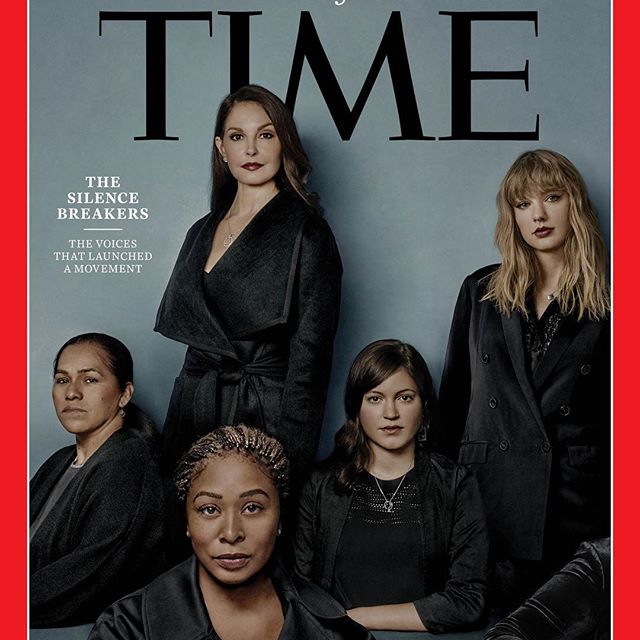 TIME
THE
SILENCE
BREAKERS
THE VOICES
THAT LAUNCHED
A MOVEMENT